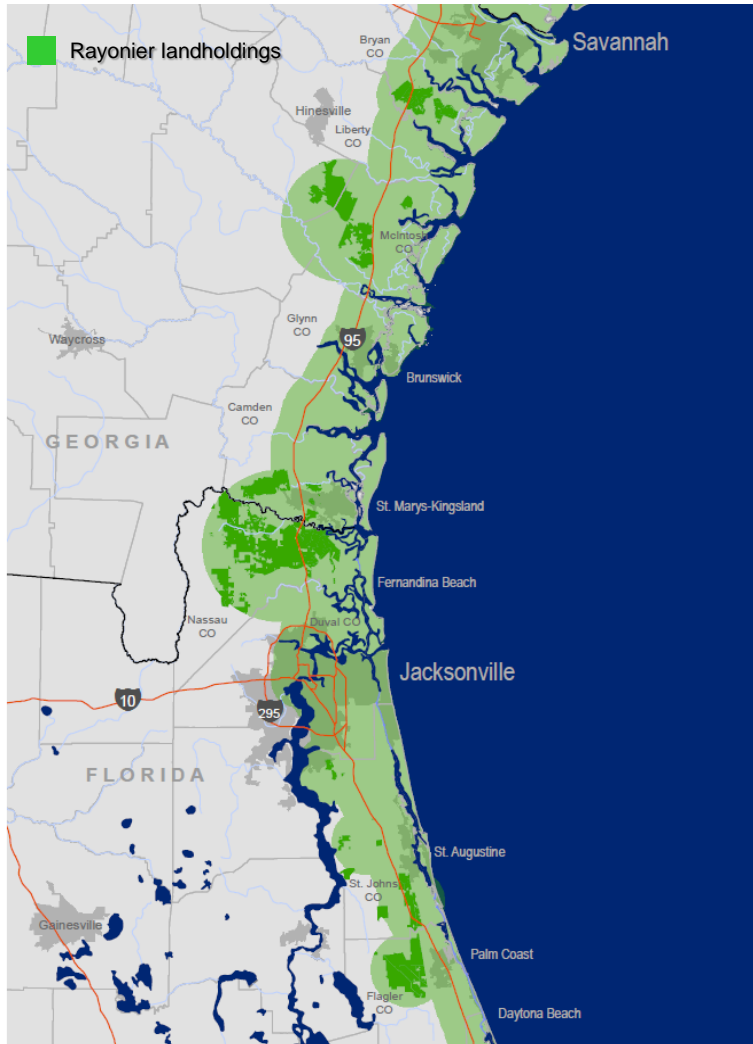 Rayonier landholdings
Bryan
CO
Savannah
Hinesville
Liberty
CO
McIntosh
CO
Glynn
CO
95
Waycross
Brunswick
Camden
CO
GEORGIA
St. Marys-Kingsland
Fernandina Beach
Nassau
CO
Duval CO
Jacksonville
10
295
FLORIDA
St. Augustine
St. Johns
CO
Gainesville
Palm Coast
Flagler
CO
Daytona Beach